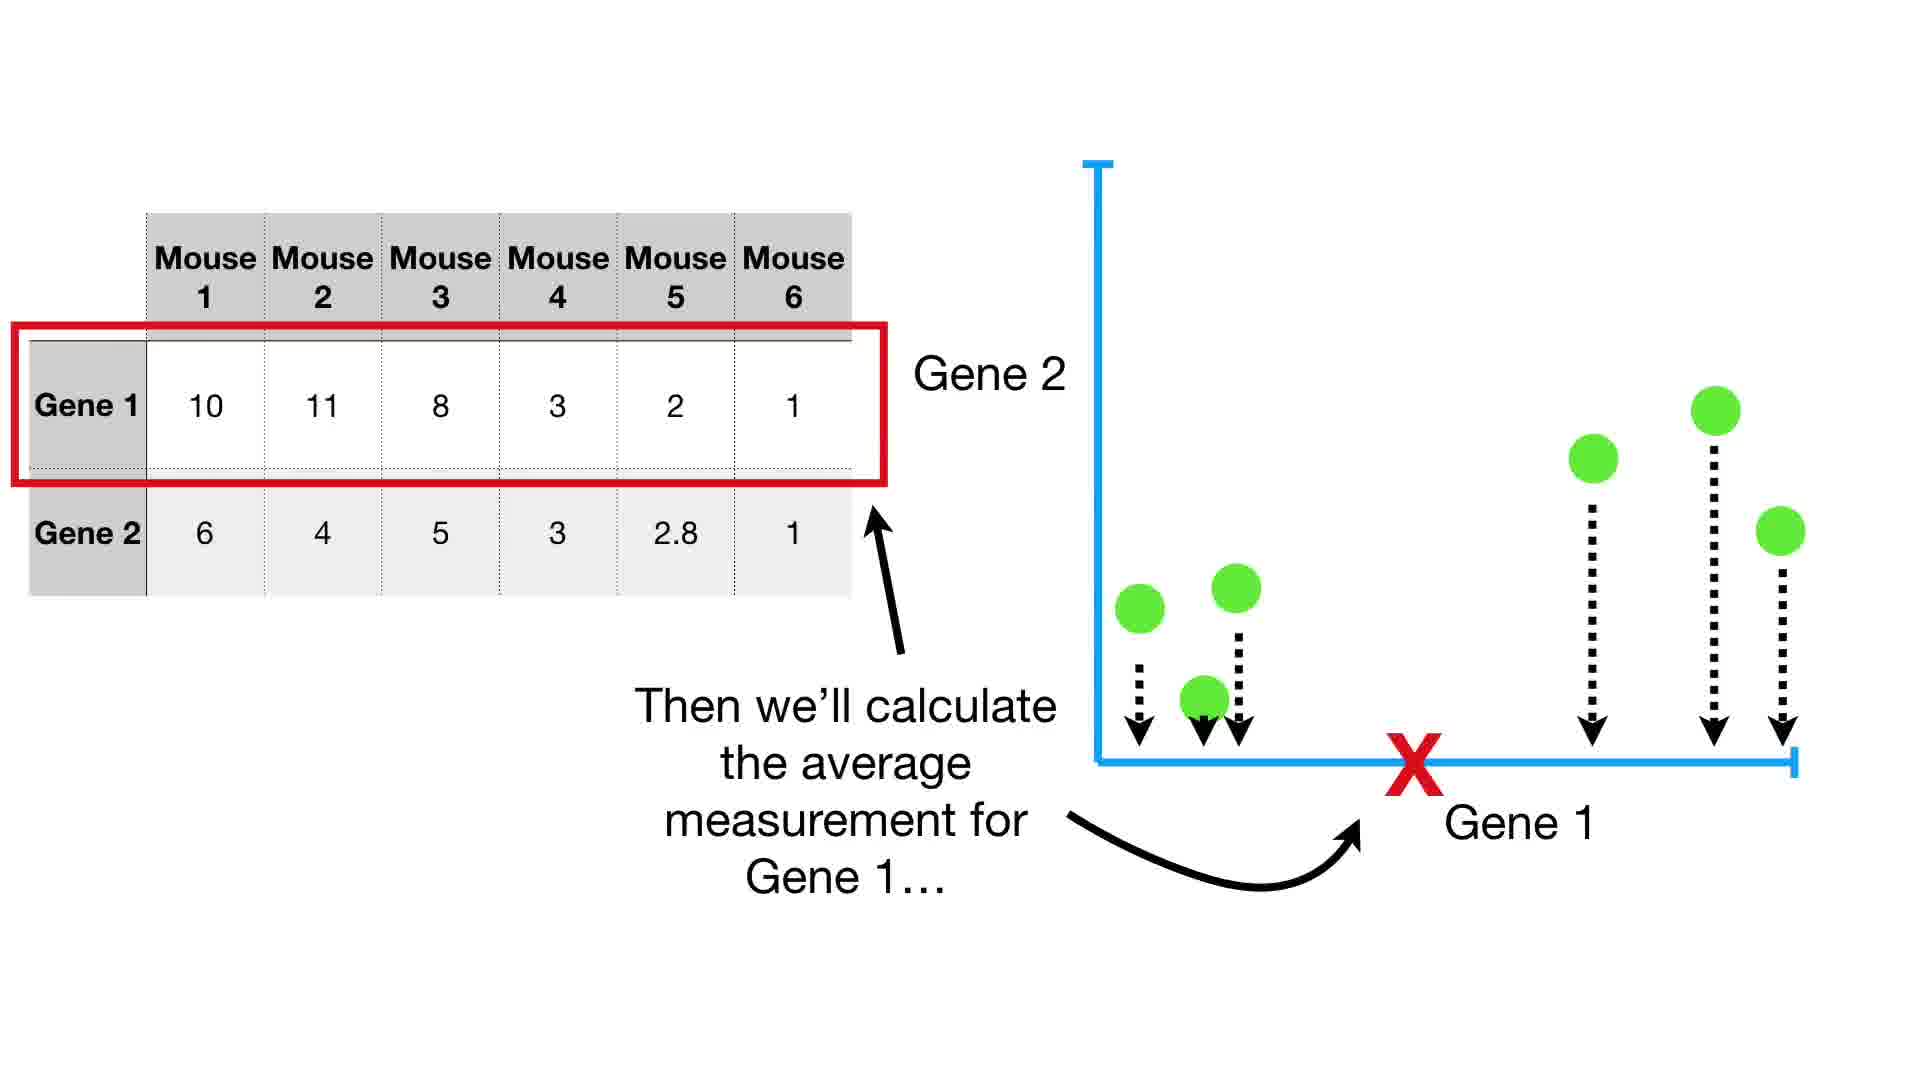 Mouse 1 Mouse 2 Mouse 3 Mouse 4 Mouse 5 Mouse 6
Gene 1 10 11 8 3 2 1
Gene 2 6 4 5 3 2.8 1
Gene 2
Then we’ll calculate
the average
measurement for
Gene 1…
X
Gene 1